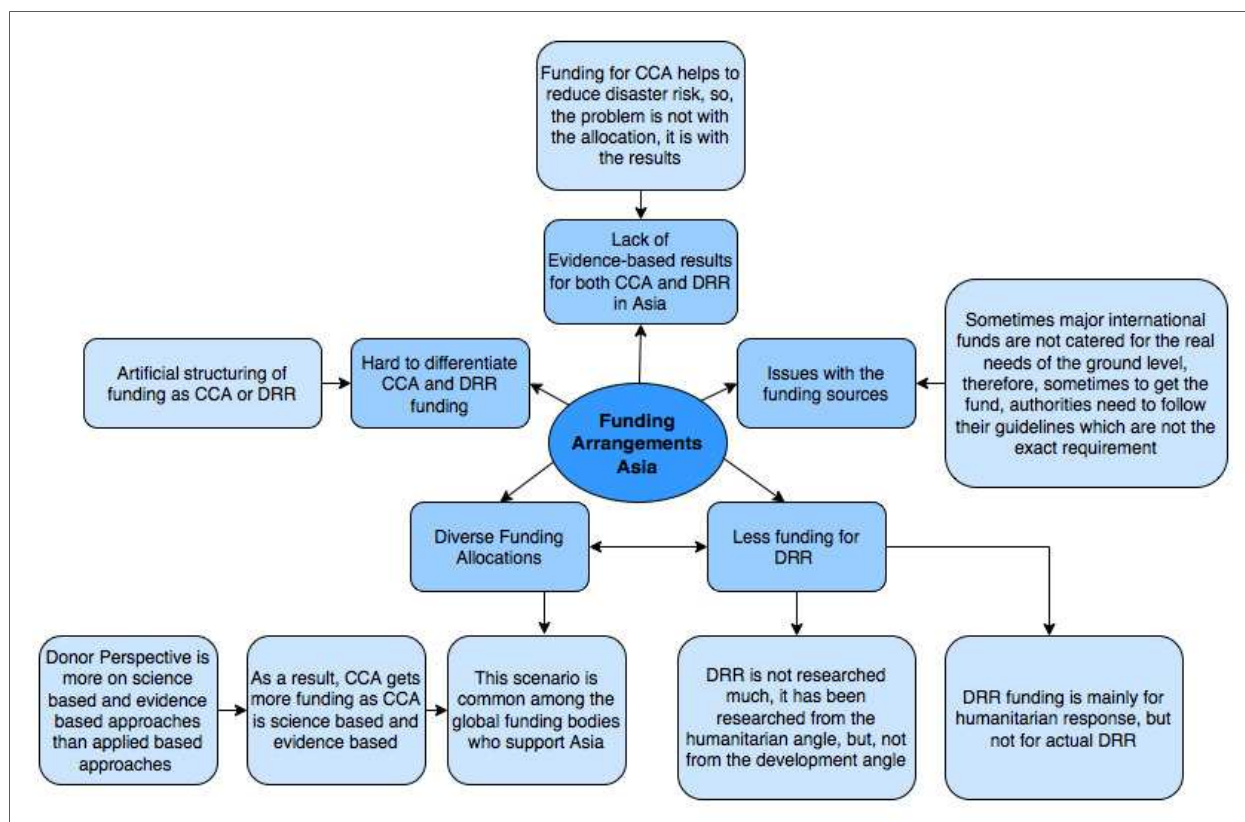 Funding for CCA helps to
reduce disaster risk, so,
the problem is not with
the allocation, it is with
the results
Lack of
Evidence-based results
for both CCA and DRR
in Asia
Artificial structuring of
funding as CCA or DRR
Hard to differentiate
CCA and DRR
funding
Issues with the
funding sources
Sometimes major international
funds are not catered for the real
needs of the ground level,
therefore, sometimes to get the
fund, authorities need to follow
their guidelines which are not the
exact requirement
Funding
Arrangements
Asia
Diverse Funding
Allocations
Less funding for
DRR
Donor Perspective is
more on science
based and evidence
based approaches
than applied based
approaches
As a result, CCA gets
more funding as CCA
is science based and
evidence based
This scenario is
common among the
global funding bodies
who support Asia
DRR is not researched
much, it has been
researched from the
humanitarian angle, but, not
from the development angle
DRR funding is mainly for
humanitarian response, but
not for actual DRR